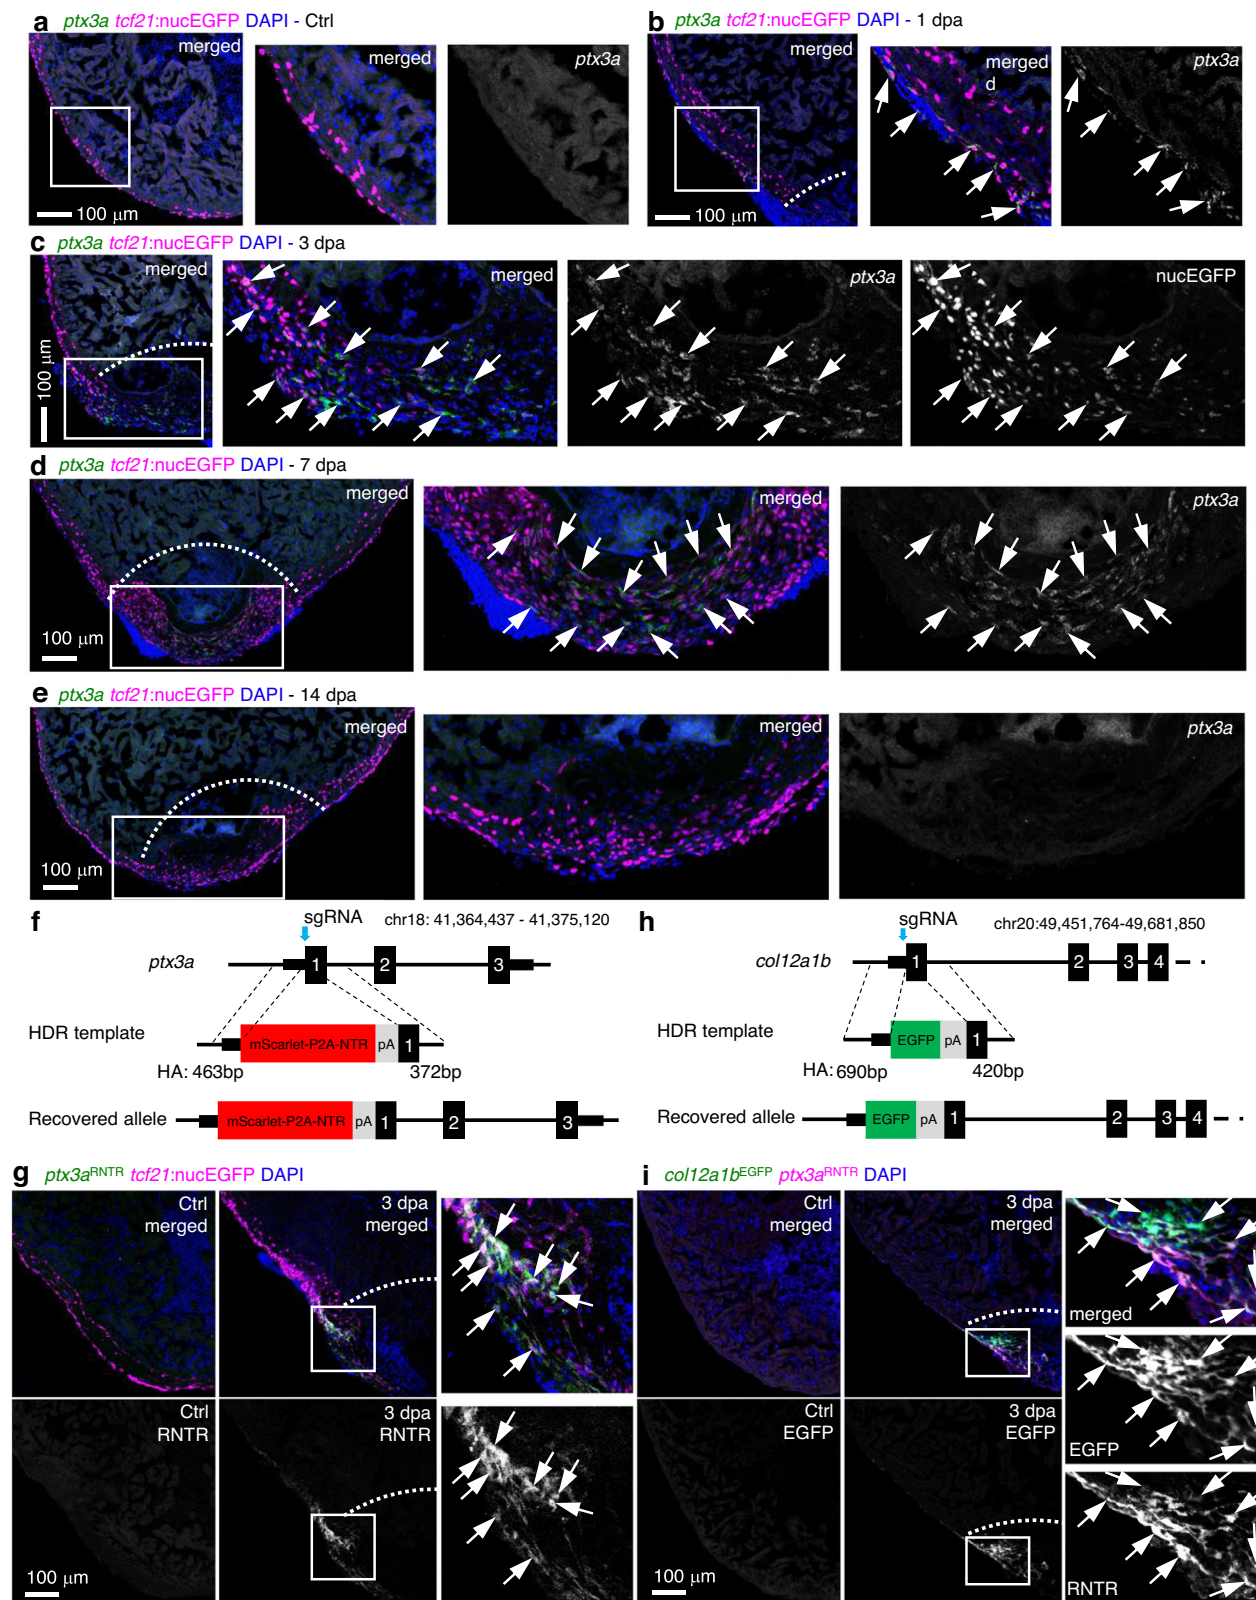 a ptx3a tcf21:nucEGFP DAPI - Ctrl
merged
merged
ptx3a
100 μm
b ptx3a tcf21:nucEGFP DAPI - 1 dpa
merged
merged
d
ptx3a
100 μm
c ptx3a tcf21:nucEGFP DAPI - 3 dpa
merged
merged
ptx3a
nucEGFP
100 μm
d ptx3a tcf21:nucEGFP DAPI - 7 dpa
merged
merged
ptx3a
100 μm
e ptx3a tcf21:nucEGFP DAPI - 14 dpa
merged
merged
ptx3a
100 μm
f
sgRNA
chr18: 41,364,437 - 41,375,120
ptx3a
1 2 3
HDR template
mScarlet-P2A-NTR pA 1
HA: 463bp 372bp
Recovered allele
mScarlet-P2A-NTR pA 1 2 3
h
sgRNA
chr20:49,451,764-49,681,850
col12a1b
1 2 3 4
HDR template
EGFP pA 1
HA: 690bp 420bp
Recovered allele
EGFP pA 1 2 3 4
g ptx3aRNTR tcf21:nucEGFP DAPI
Ctrl
merged
3 dpa
merged
Ctrl
RNTR
3 dpa
RNTR
100 μm
i col12a1bEGFP ptx3aRNTR DAPI
Ctrl
merged
3 dpa
merged
merged
Ctrl
EGFP
3 dpa
EGFP
EGFP
RNTR
100 μm